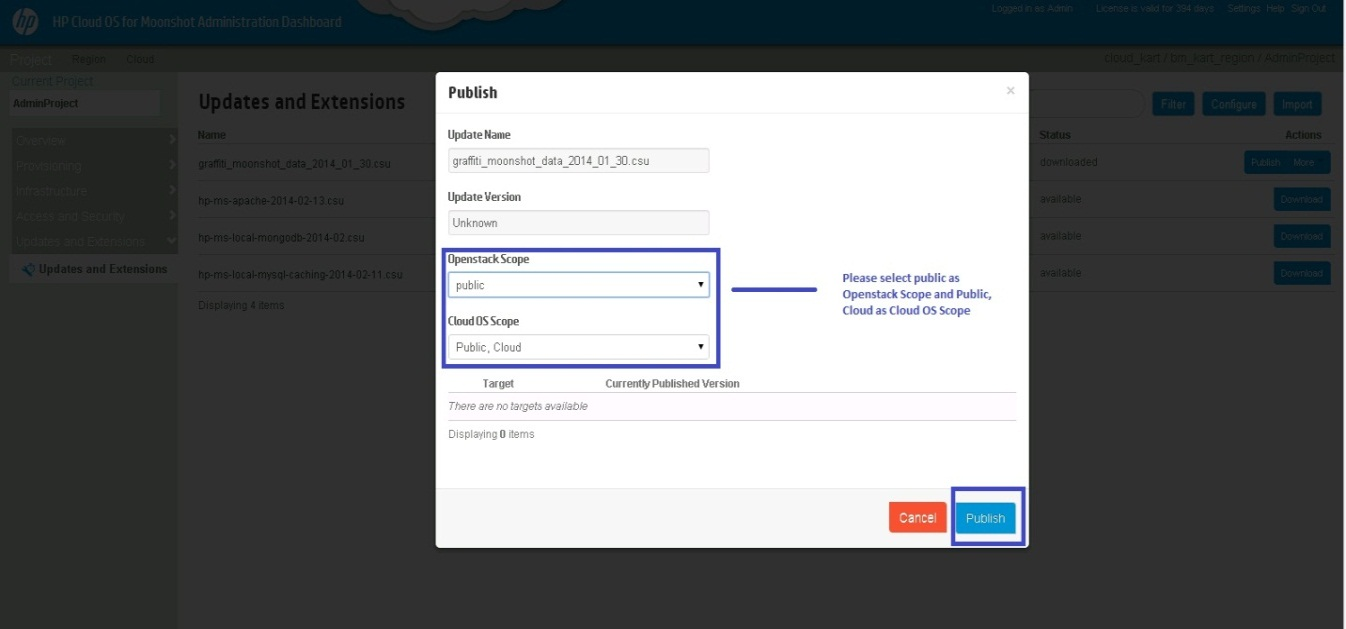 hp HP Cloud OS for Moonshot Administration Dashboard
Logged in as Admin License is valid for 394 days Settings Help Sign Out
Project Region Cloud
cloud_kart / bm_kart_region / AdminProject
Current Project
AdminProject
Overview
Provisioning
Infrastructure
Access and Security
Updates and Extensions
Updates and Extensions
Updates and Extensions
Filter Configure Import
Name Status Actions
graffiti_moonshot_data_2014_01_30.csu downloaded Publish More
hp-ms-apache-2014-02-13.csu available Download
hp-ms-local-mongodb-2014-02.csu available Download
hp-ms-local-mysql-caching-2014-02-11.csu available Download
Displaying 4 items
Publish ×
Update Name
graffiti_moonshot_data_2014_01_30.csu
Update Version
Unknown
Openstack Scope
public
Cloud OS Scope
Public, Cloud
Please select public as
Openstack Scope and Public,
Cloud as Cloud OS Scope
Target Currently Published Version
There are no targets available
Displaying 0 items
Cancel Publish